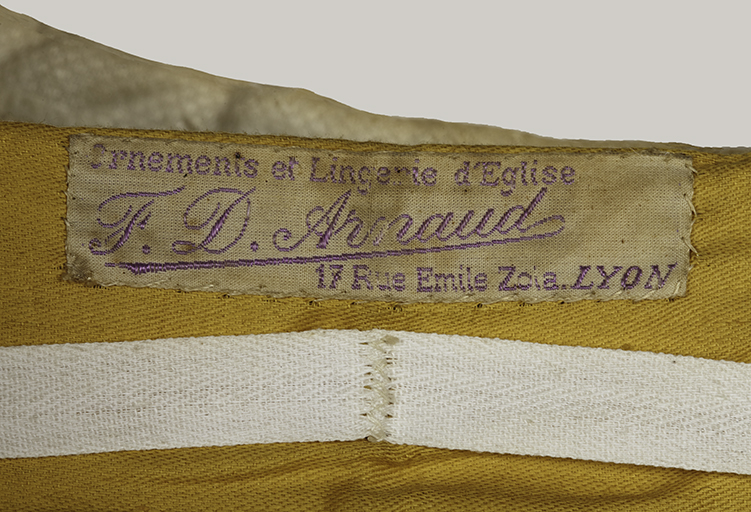 Ornements et Lingerie d'Eglise
F. D. Arnaud
17 Rue Emile Zola. LYON